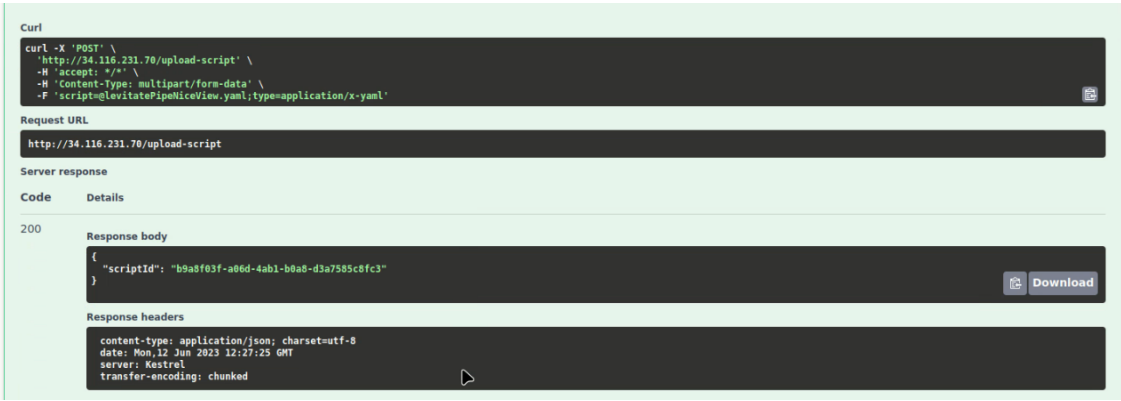 Curl
curl -X 'POST' \
'http://34.116.231.70/upload-script' \
-H 'accept: */*' \
-H 'Content-Type: multipart/form-data' \
-F 'script=@levitatePipeNiceView.yaml;type=application/x-yaml'
Request URL
http://34.116.231.70/upload-script
Server response
Code Details
200
Response body
{
"scriptId": "b9a8f03f-a06d-4ab1-b0a8-d3a7585c8fc3"
}
Download
Response headers
content-type: application/json; charset=utf-8
date: Mon,12 Jun 2023 12:27:25 GMT
server: Kestrel
transfer-encoding: chunked